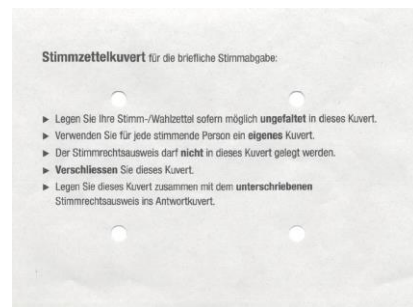 Stimmzettelkuvert für die briefliche Stimmabgabe:
► Legen Sie Ihre Stimm-/Wahlzettel sofern möglich ungefaltet in dieses Kuvert.
► Verwenden Sie für jede stimmende Person ein eigenes Kuvert.
► Der Stimmrechtsausweis darf nicht in dieses Kuvert gelegt werden.
► Verschliessen Sie dieses Kuvert.
► Legen Sie dieses Kuvert zusammen mit dem unterschriebenen
Stimmrechtsausweis ins Antwortkuvert.